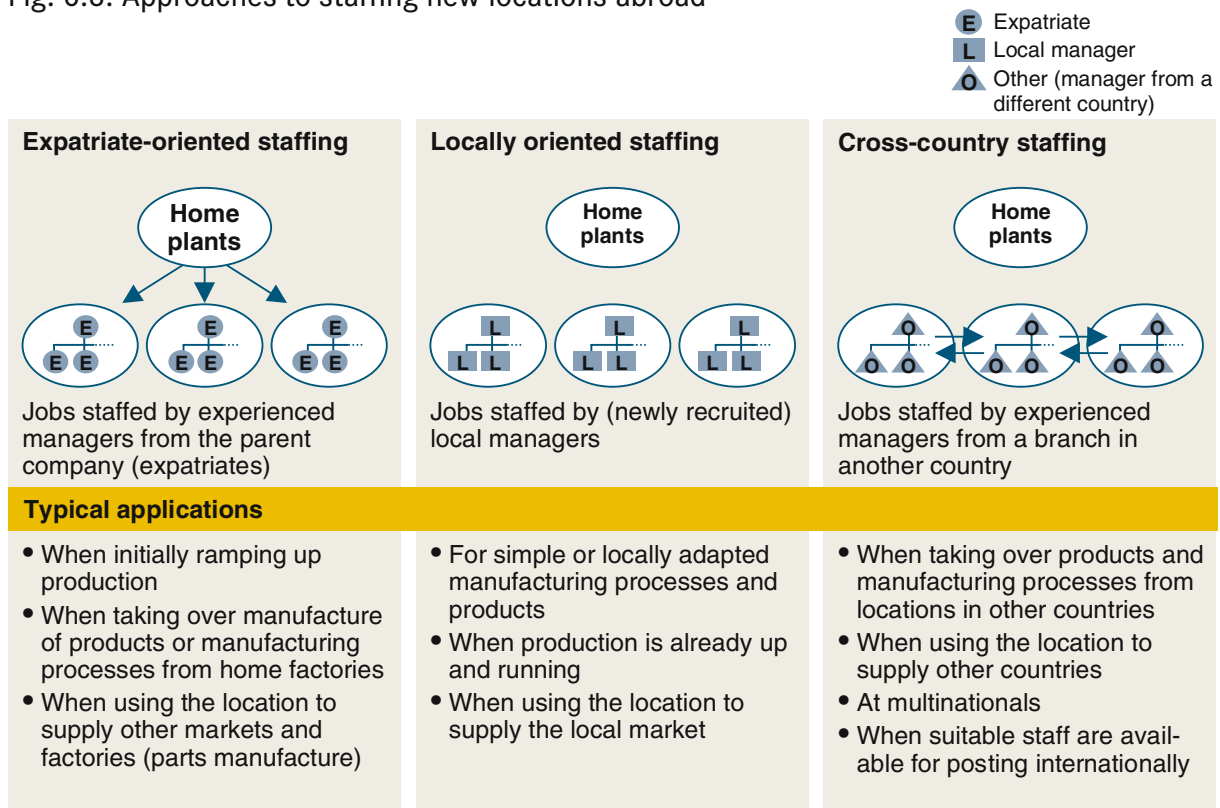 Fig. Approaches to staffing new locations abroad
E Expatriate
L Local manager
O Other (manager from a
different country)
Expatriate-oriented staffing
Home
plants
E
E E
E
E E
E
E E
Jobs staffed by experienced
managers from the parent
company (expatriates)
Locally oriented staffing
Home
plants
L
L L
L
L L
L
L L
Jobs staffed by (newly recruited)
local managers
Cross-country staffing
Home
plants
O
O O
O
O O
O
O O
Jobs staffed by experienced
managers from a branch in
another country
Typical applications
• When initially ramping up
production
• When taking over manufacture
of products or manufacturing
processes from home factories
• When using the location to
supply other markets and
factories (parts manufacture)
• For simple or locally adapted
manufacturing processes and
products
• When production is already up
and running
• When using the location to
supply the local market
• When taking over products and
manufacturing processes from
locations in other countries
• When using the location to
supply other countries
• At multinationals
• When suitable staff are avail-
able for posting internationally